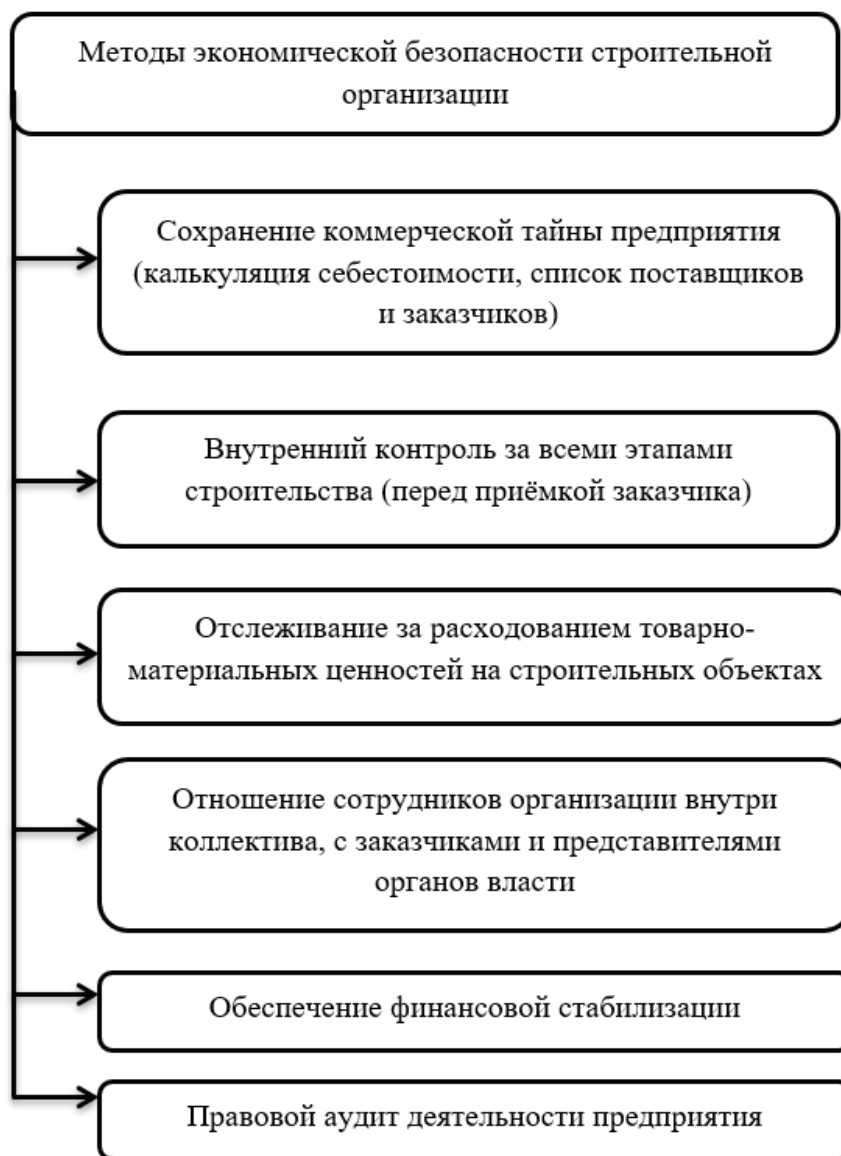 Методы экономической безопасности строительной
организации
Сохранение коммерческой тайны предприятия
(калькуляция себестоимости, список поставщиков
и заказчиков)
Внутренний контроль за всеми этапами
строительства (перед приёмкой заказчика)
Отслеживание за расходованием товарно-
материальных ценностей на строительных объектах
Отношение сотрудников организации внутри
коллектива, с заказчиками и представителями
органов власти
Обеспечение финансовой стабилизации
Правовой аудит деятельности предприятия